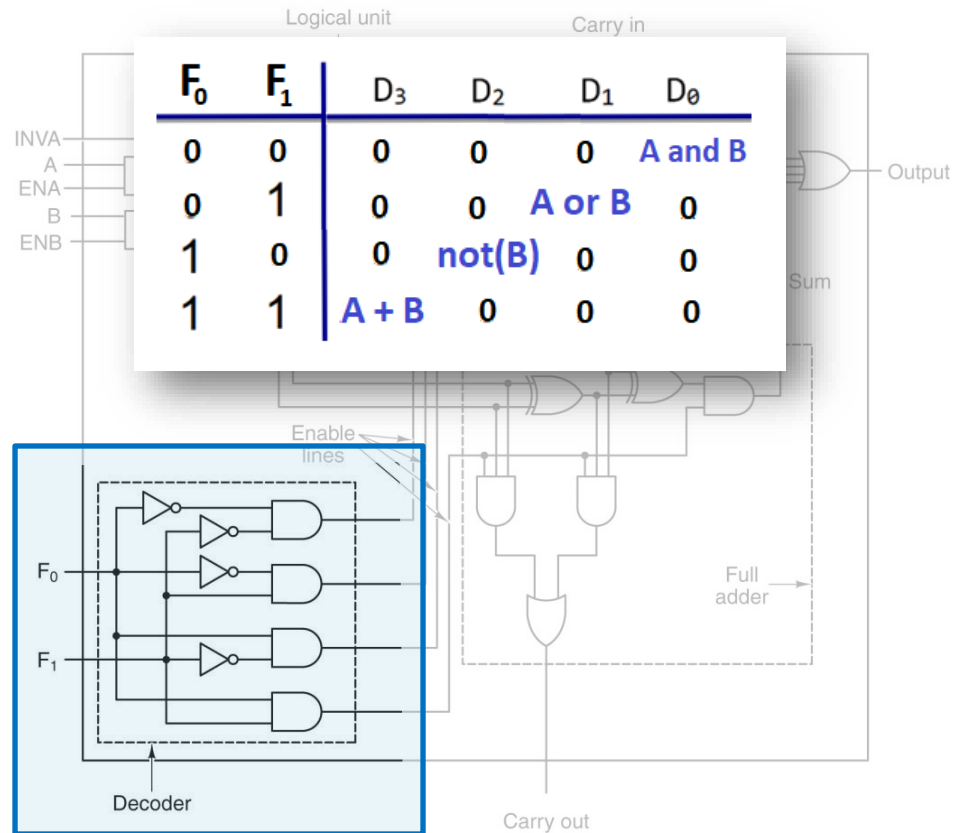 Logical unit
Carry in
F₀ F₁ D₃ D₂ D₁ D₀
0 0 0 0 0 A and B
0 1 0 0 A or B 0
1 0 0 not(B) 0 0
1 1 A + B 0 0 0
INVA
A
ENA
B
ENB
Output
Sum
Enable
lines
F₀
F₁
Full
adder
Decoder
Carry out